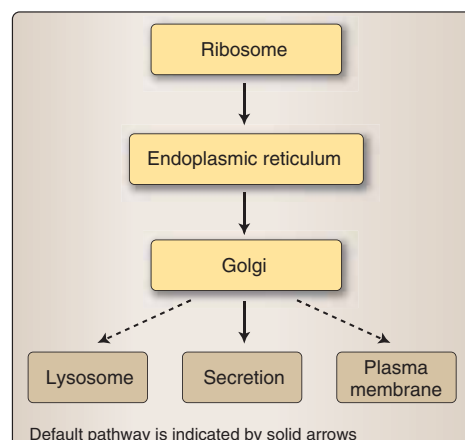 Ribosome
Endoplasmic reticulum
Golgi
Lysosome
Secretion
Plasma
membrane
Default pathway is indicated by solid arrows